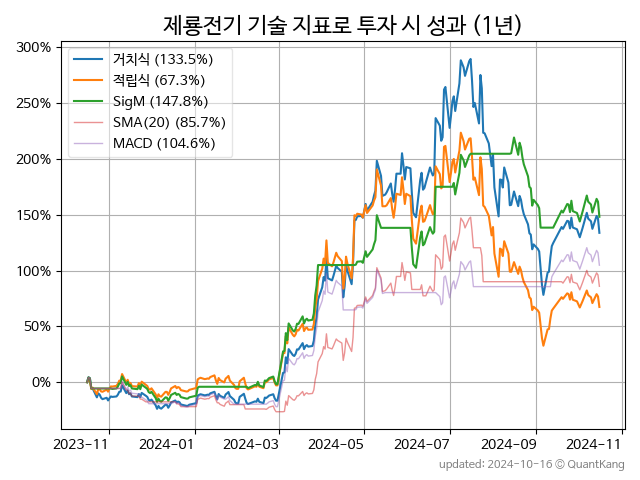 제룡전기 기술 지표로 투자 시 성과 (1년)
300%
250%
200%
150%
100%
50%
0%
거치식 (133.5%)
적립식 (67.3%)
SigM (147.8%)
SMA(20) (85.7%)
MACD (104.6%)
2023-11
2024-01
2024-03
2024-05
2024-07
2024-09
2024-11
updated: 2024-10-16 © QuantKang